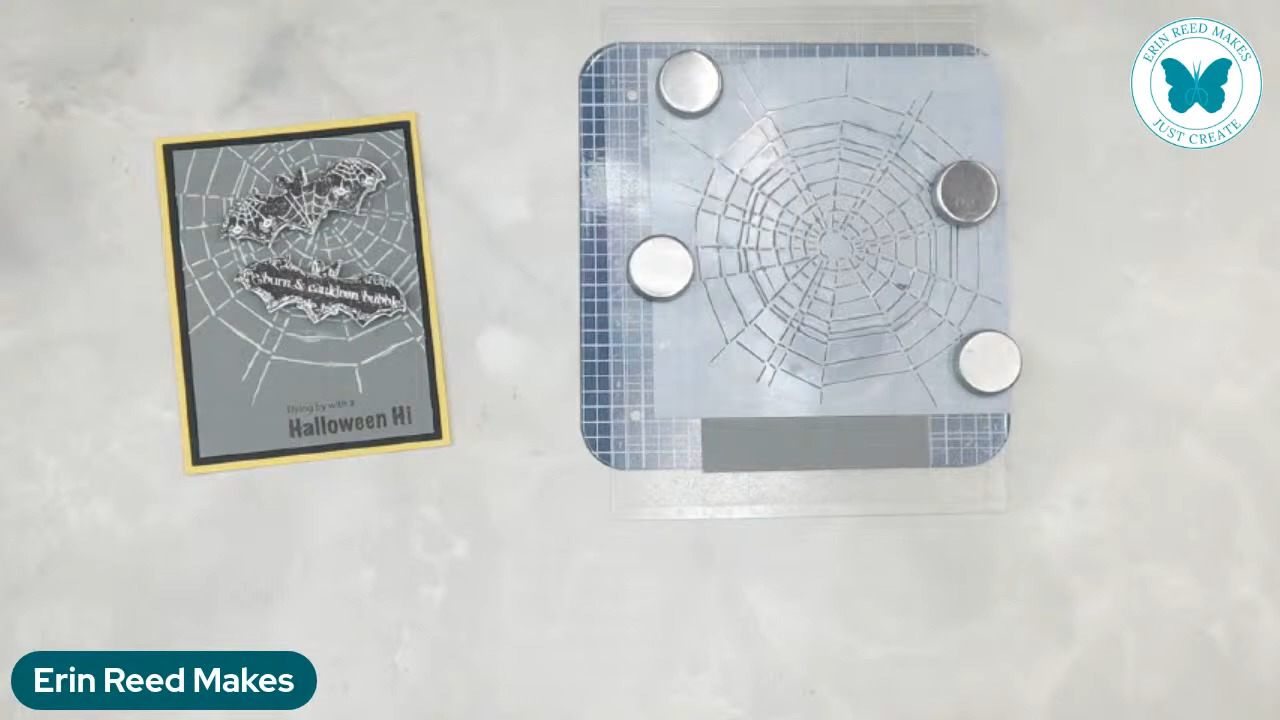 ERIN REED MAKES
JUST CREATE
burn & cauldron bubble
Flying by with a
Halloween Hi
Erin Reed Makes